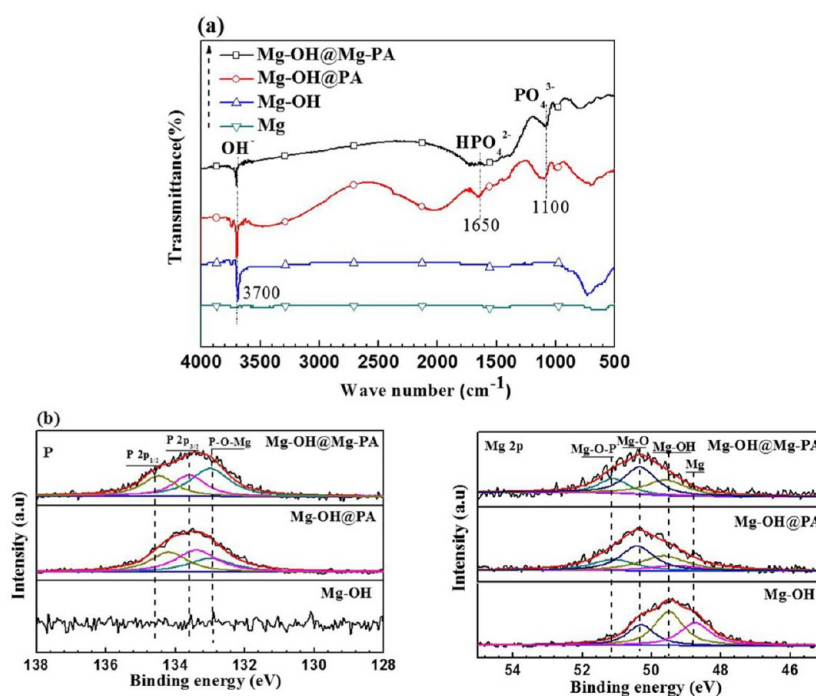 (a)
Mg-OH@Mg-PA
Mg-OH@PA
Mg-OH
Mg
OH⁻
HPO₄²⁻
PO₄³⁻
3700
1650
1100
Transmittance(%)
4000 3500 3000 2500 2000 1500 1000 500
Wave number (cm⁻¹)
(b)
P
P 2p₁/₂
P 2p₃/₂
P-O-Mg
Mg-OH@Mg-PA
Mg-OH@PA
Mg-OH
Intensity (a.u)
138 136 134 132 130 128
Binding energy (eV)
Mg 2p
Mg-O-P
Mg-O
Mg-OH
Mg
Mg-OH@Mg-PA
Mg-OH@PA
Mg-OH
Intensity (a.u)
54 52 50 48 46
Binding energy (eV)